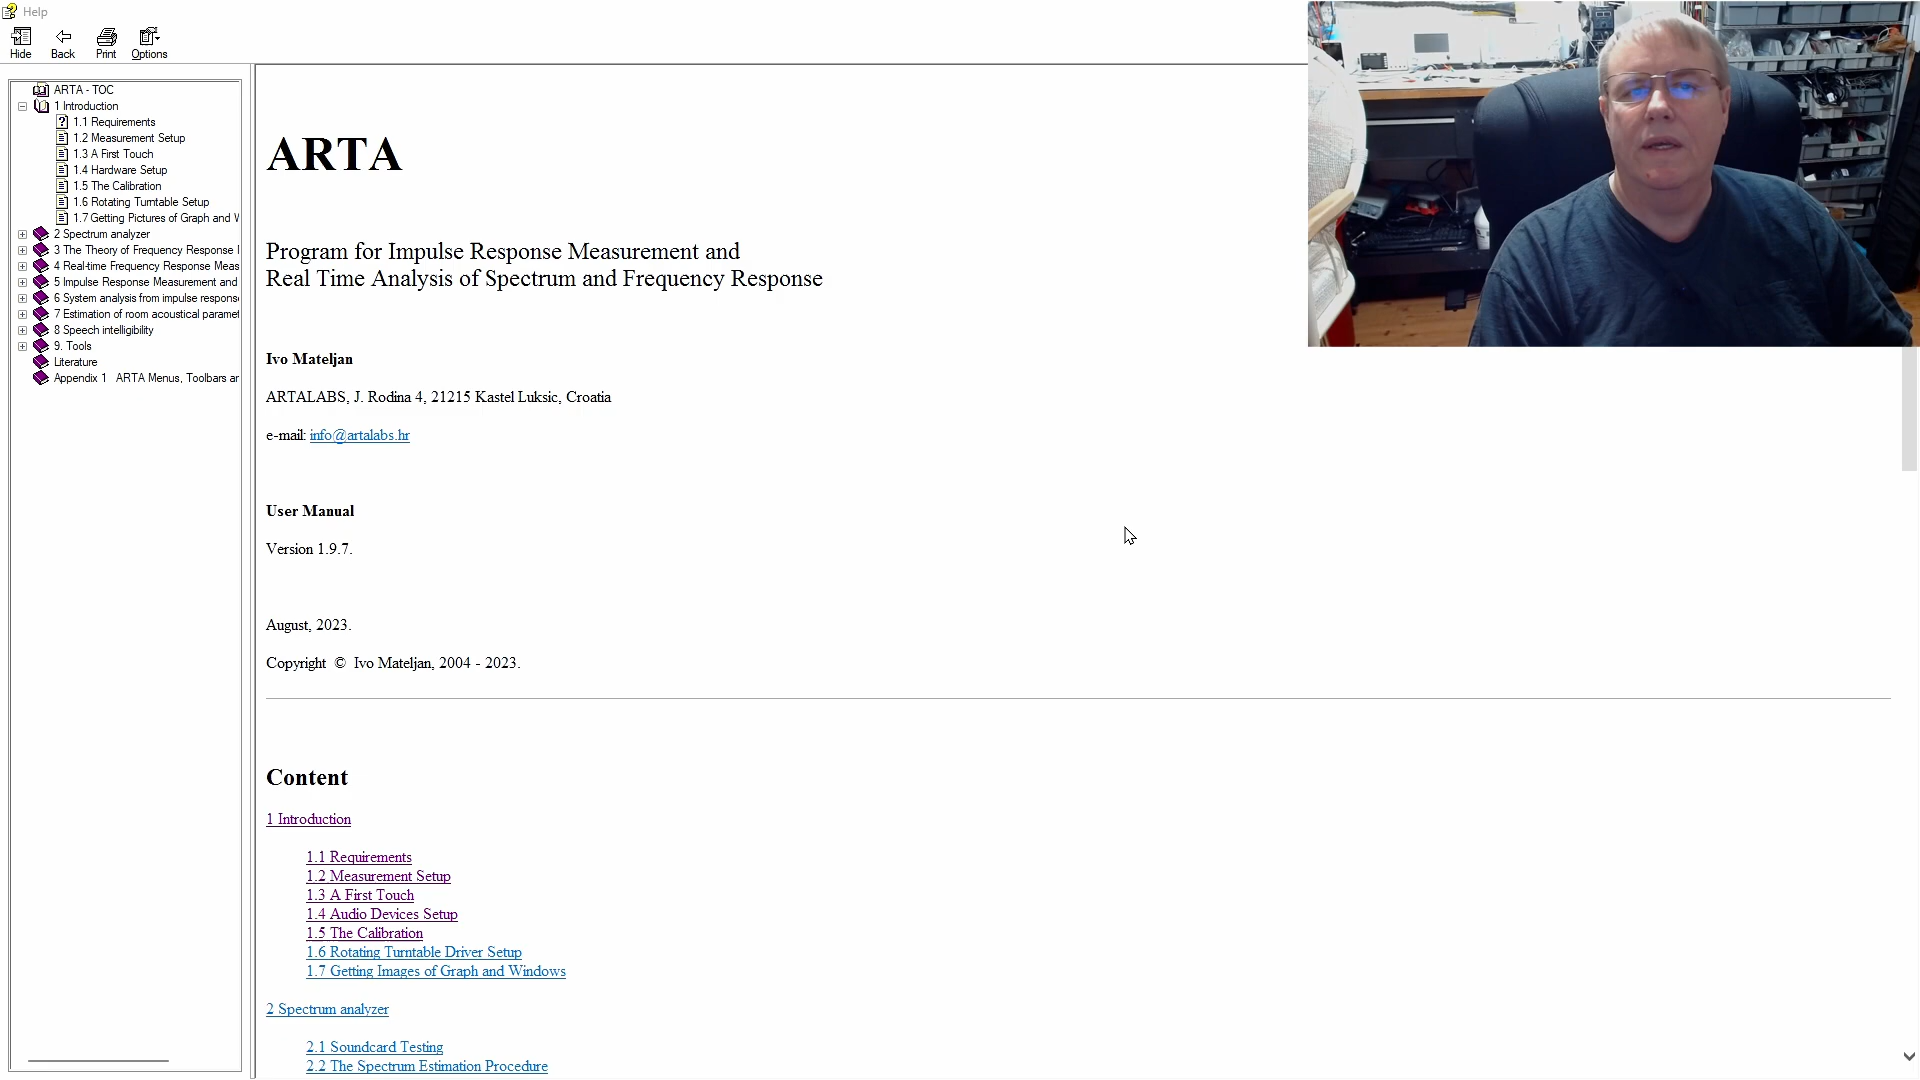 Help
Hide Back Print Options
ARTA - TOC
1 Introduction
1.1 Requirements
1.2 Measurement Setup
1.3 A First Touch
1.4 Hardware Setup
1.5 The Calibration
1.6 Rotating Turntable Setup
1.7 Getting Pictures of Graph and
2 Spectrum analyzer
3 The Theory of Frequency Response
4 Real-time Frequency Response Meas
5 Impulse Response Measurement and
6 System analysis from impulse respons
7 Estimation of room acoustical paramet
8 Speech intelligibility
9. Tools
Literature
Appendix 1 ARTA Menus, Toolbars ar
ARTA
Program for Impulse Response Measurement and
Real Time Analysis of Spectrum and Frequency Response
Ivo Mateljan
ARTALABS, J. Rodina 4, 21215 Kastel Luksic, Croatia
e-mail: info@artalabs.hr
User Manual
Version 1.9.7.
August, 2023.
Copyright © Ivo Mateljan, 2004 - 2023.
Content
1 Introduction
1.1 Requirements
1.2 Measurement Setup
1.3 A First Touch
1.4 Audio Devices Setup
1.5 The Calibration
1.6 Rotating Turntable Driver Setup
1.7 Getting Images of Graph and Windows
2 Spectrum analyzer
2.1 Soundcard Testing
2.2 The Spectrum Estimation Procedure